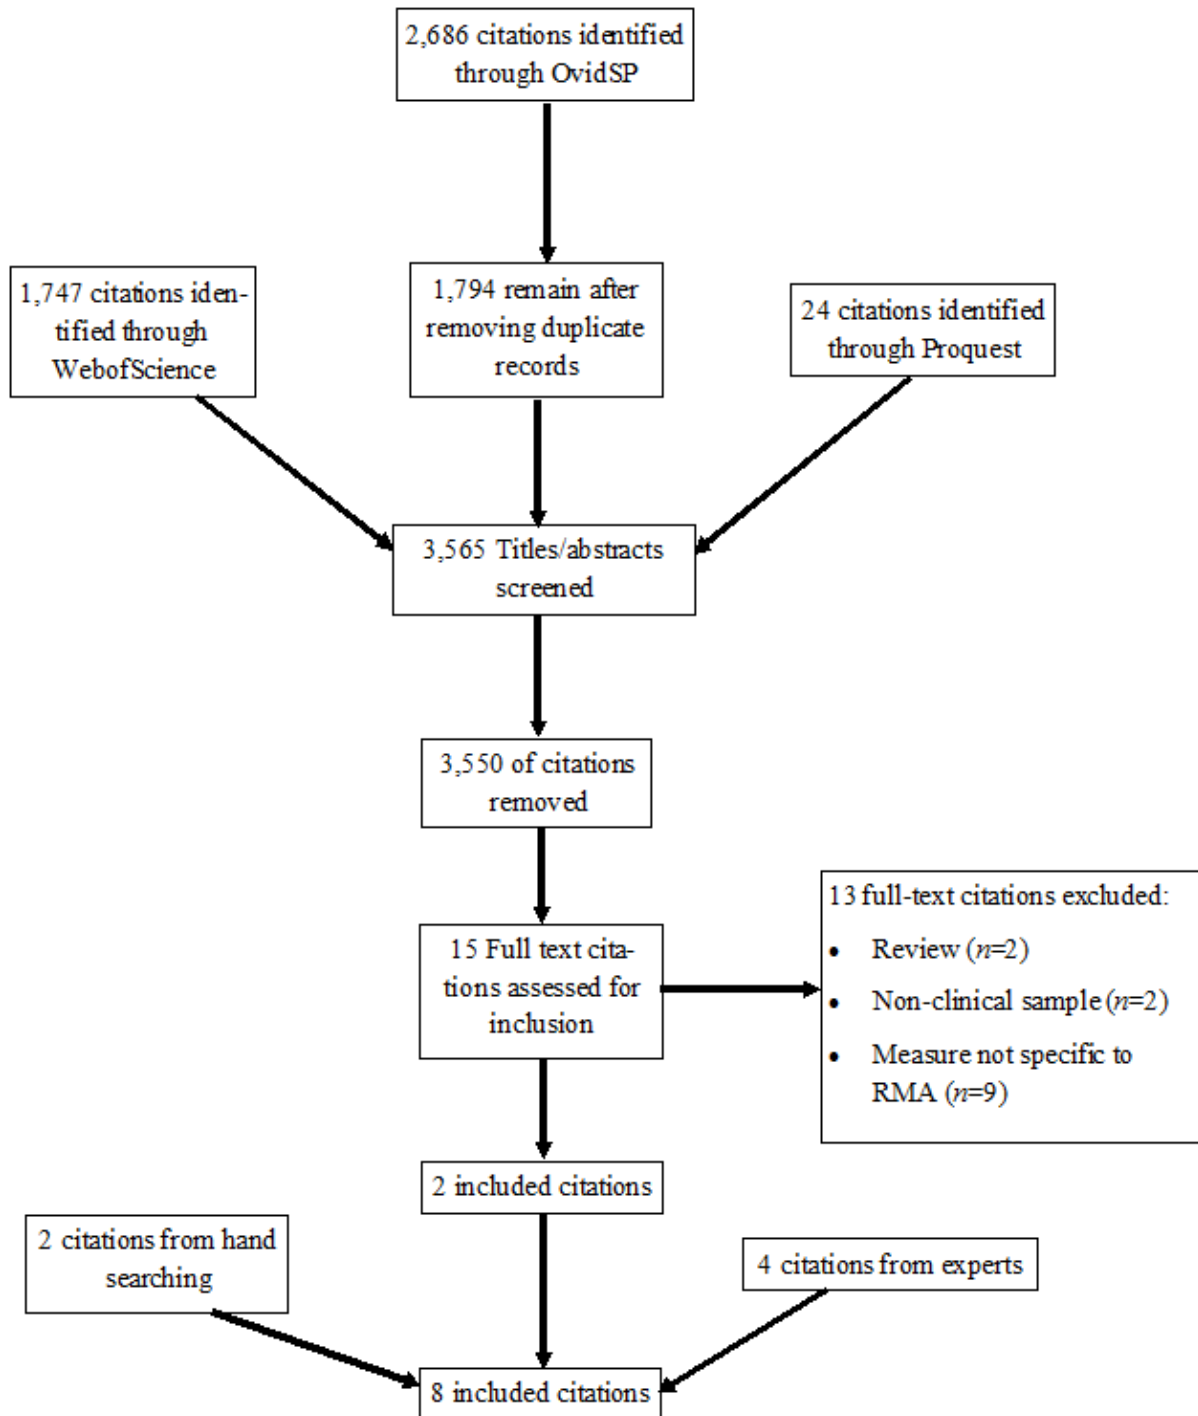 2,686 citations identified
through OvidSP
1,747 citations iden-
tified through
WebofScience
1,794 remain after
removing duplicate
records
24 citations identified
through Proquest
3,565 Titles/abstracts
screened
3,550 of citations
removed
15 Full text cita-
tions assessed for
inclusion
13 full-text citations excluded:
• Review (n=2)
• Non-clinical sample (n=2)
• Measure not specific to
RMA (n=9)
2 included citations
2 citations from hand
searching
4 citations from experts
8 included citations